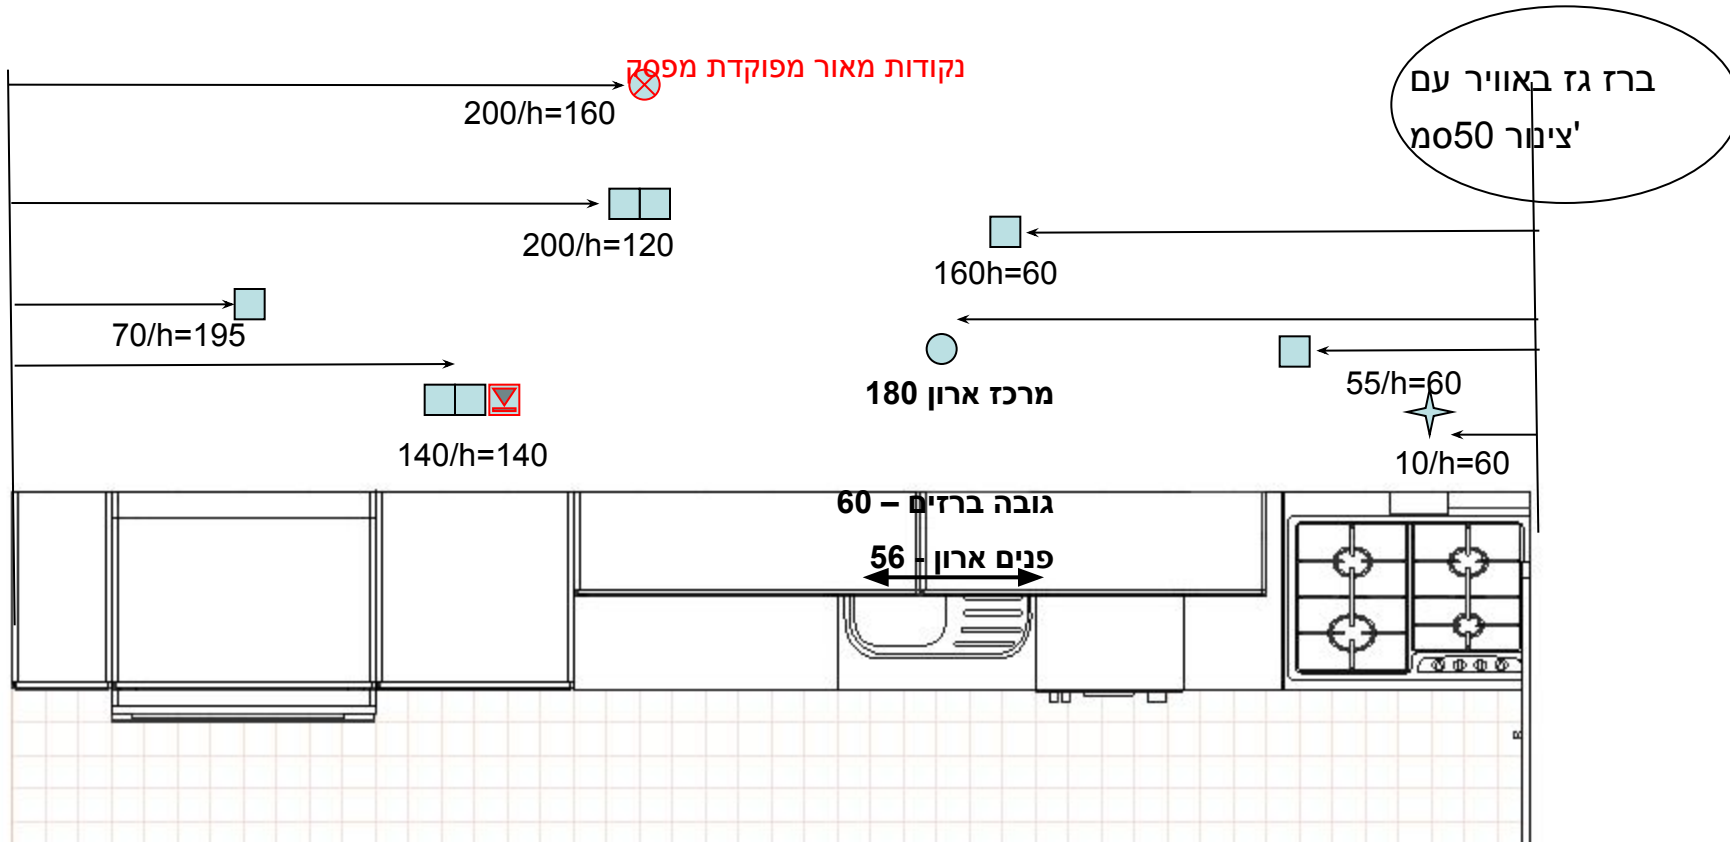 נקודות מאור מפוקדת מפסק
200/h=160
ברז גז באוויר עם
צינור 50סמ'
200/h=120
160h=60
70/h=195
55/h=60
מרכז ארון 180
140/h=140
10/h=60
גובה ברזים – 60
פנים ארון - 56